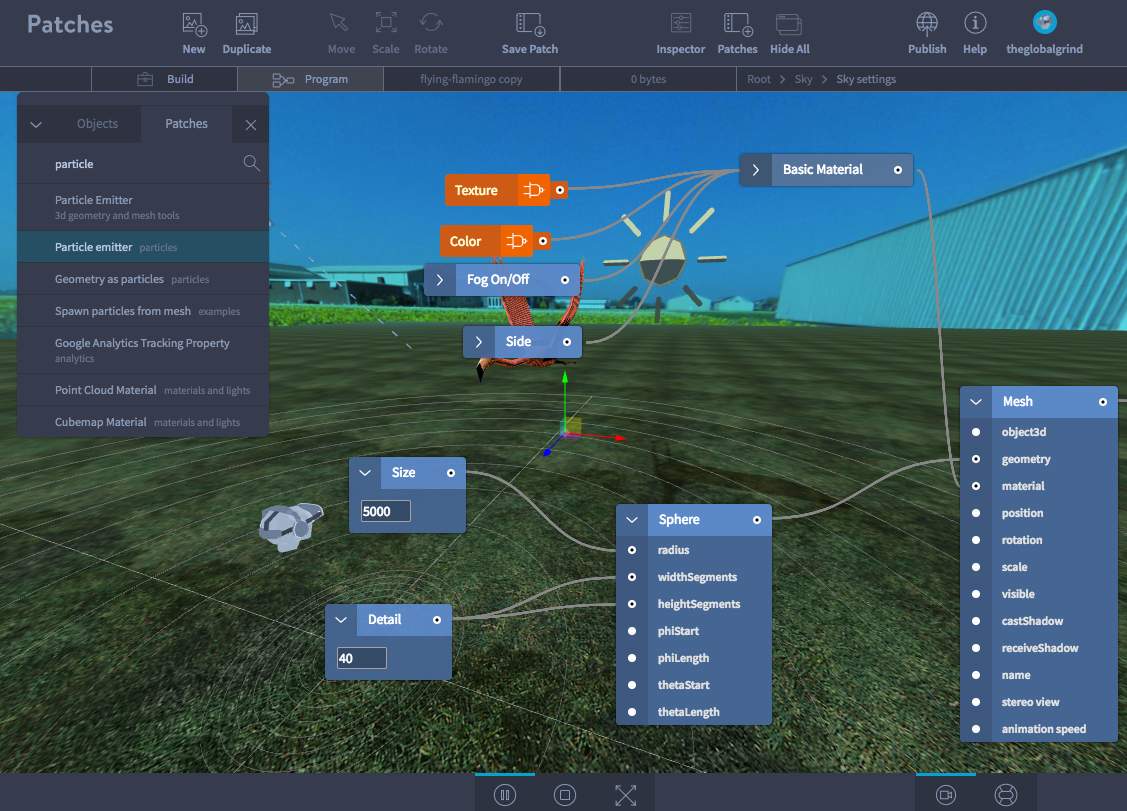 Patches
New
Duplicate
Move
Scale
Rotate
Save Patch
Inspector
Patches
Hide All
Publish
Help
theglobalgrind
Build
Program
flying-flamingo copy
0 bytes
Root > Sky > Sky settings
Objects
Patches
particle
Particle Emitter
3d geometry and mesh tools
Particle emitter particles
Geometry as particles particles
Spawn particles from mesh examples
Google Analytics Tracking Property
analytics
Point Cloud Material materials and lights
Cubemap Material materials and lights
Texture
Color
Fog On/Off
Side
Basic Material
Size
5000
Detail
40
Sphere
radius
widthSegments
heightSegments
phiStart
phiLength
thetaStart
thetaLength
Mesh
object3d
geometry
material
position
rotation
scale
visible
castShadow
receiveShadow
name
stereo view
animation speed